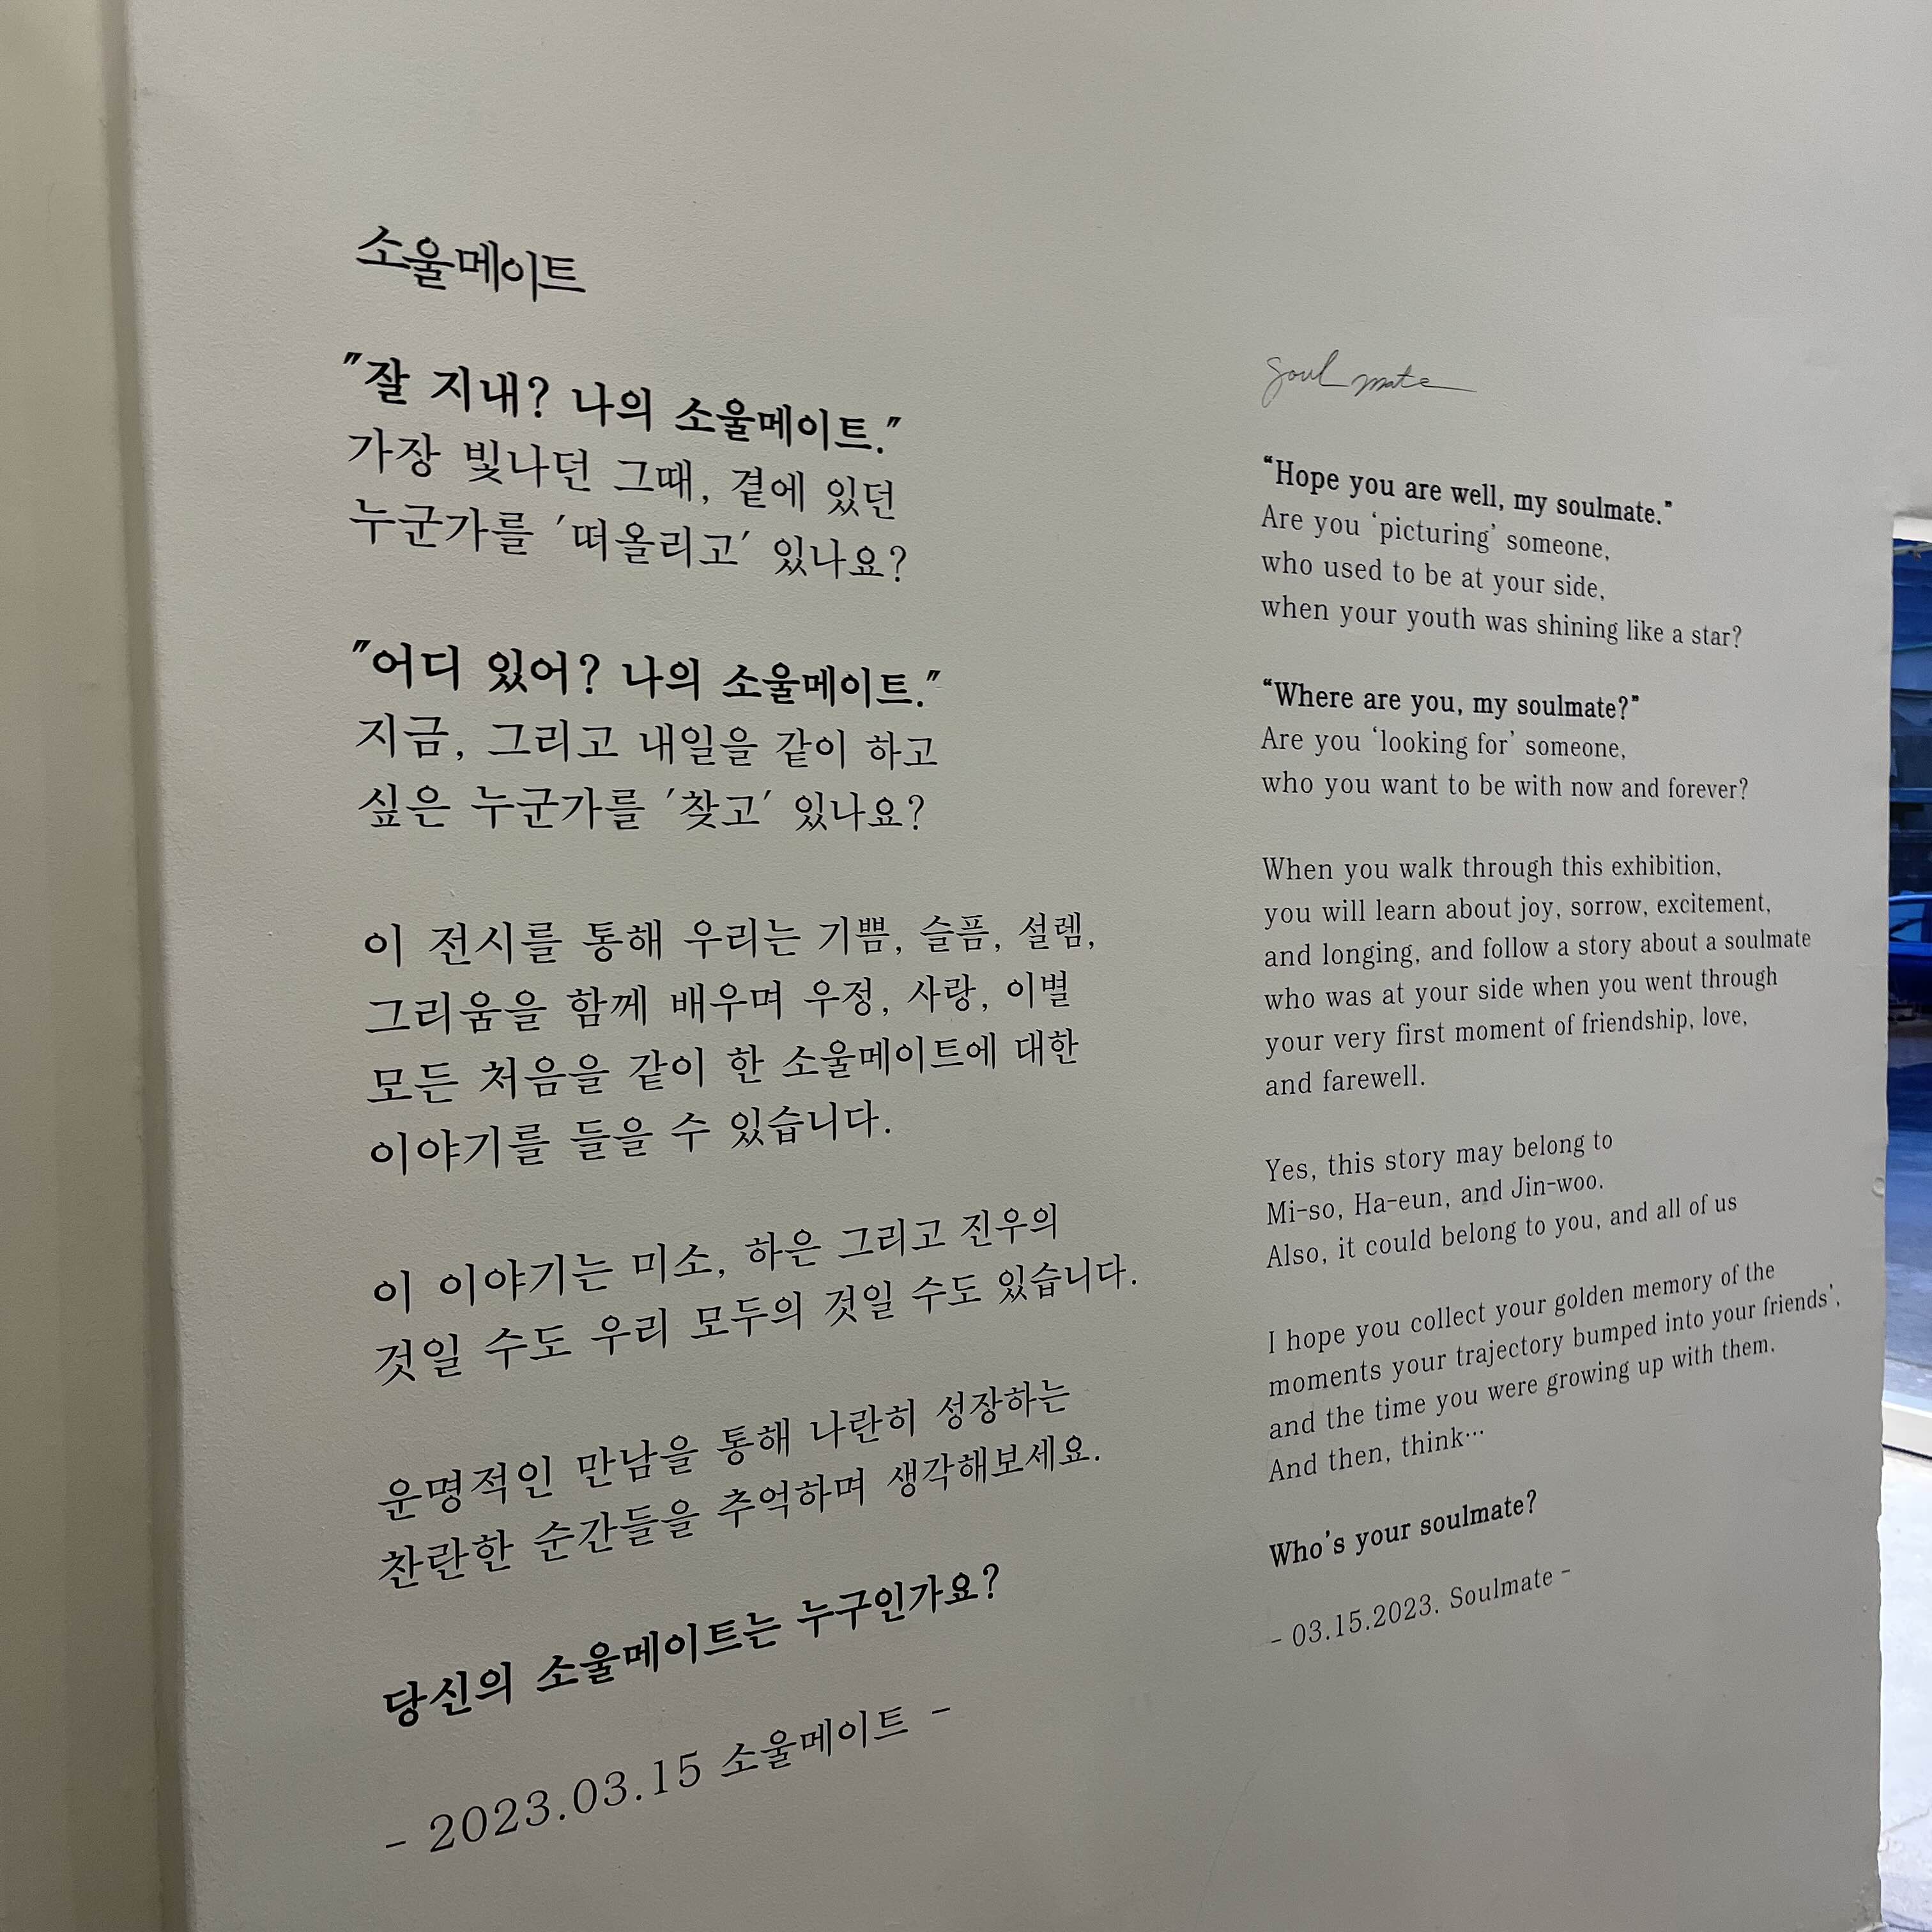 소울메이트
"잘 지내? 나의 소울메이트."
가장 빛나던 그때, 곁에 있던
누군가를 '떠올리고' 있나요?
"어디 있어? 나의 소울메이트."
지금, 그리고 내일을 같이 하고
싶은 누군가를 '찾고' 있나요?
이 전시를 통해 우리는 기쁨, 슬픔, 설렘,
그리움을 함께 배우며 우정, 사랑, 이별
모든 처음을 같이 한 소울메이트에 대한
이야기를 들을 수 있습니다.
이 이야기는 미소, 하은 그리고 진우의
것일 수도 우리 모두의 것일 수도 있습니다.
운명적인 만남을 통해 나란히 성장하는
찬란한 순간들을 추억하며 생각해보세요.
당신의 소울메이트는 누구인가요?
- 2023.03.15 소울메이트 -
soul mate
“Hope you are well, my soulmate.”
Are you ‘picturing’ someone,
who used to be at your side,
when your youth was shining like a star?
“Where are you, my soulmate?”
Are you ‘looking for’ someone,
who you want to be with now and forever?
When you walk through this exhibition,
you will learn about joy, sorrow, excitement,
and longing, and follow a story about a soulmate
who was at your side when you went through
your very first moment of friendship, love,
and farewell.
Yes, this story may belong to
Mi-so, Ha-eun, and Jin-woo.
Also, it could belong to you, and all of us
I hope you collect your golden memory of the
moments your trajectory bumped into your friends’,
and the time you were growing up with them.
And then, think…
Who’s your soulmate?
- 03.15.2023. Soulmate -